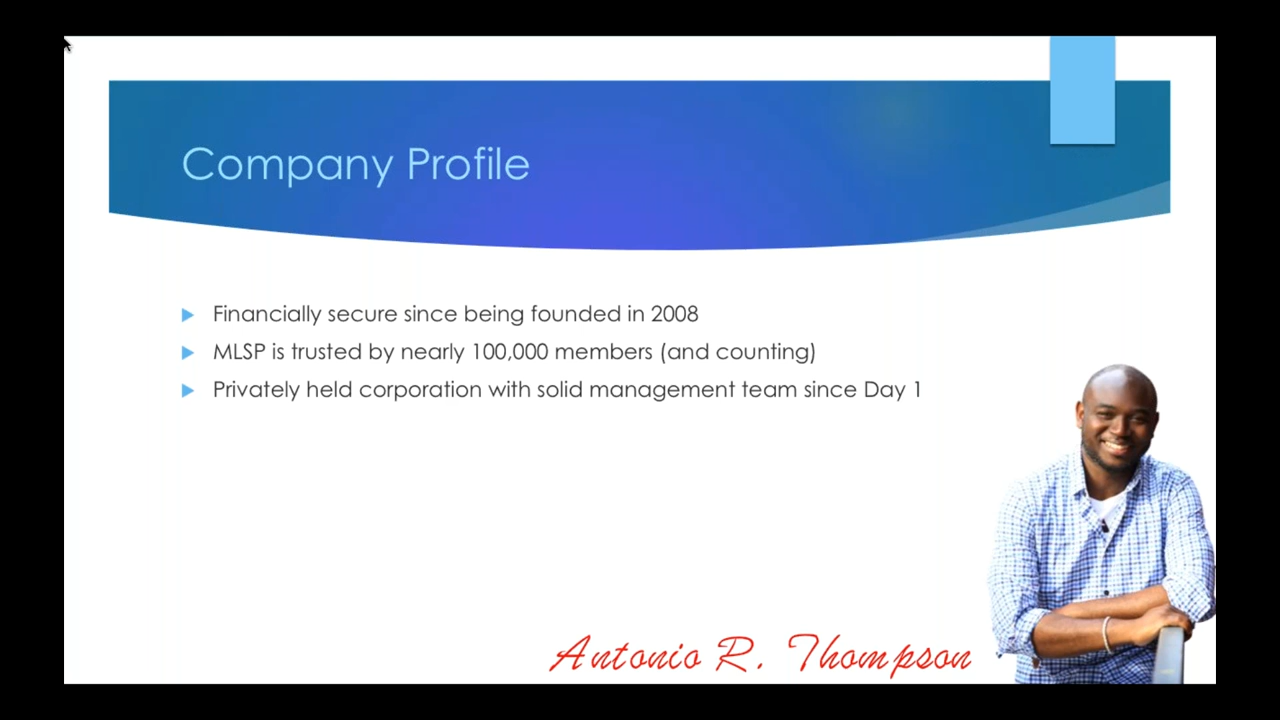 Company Profile
Financially secure since being founded in 2008
MLSP is trusted by nearly 100,000 members (and counting)
Privately held corporation with solid management team since Day 1
Antonio R. Thompson